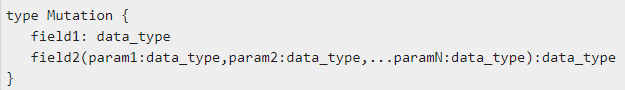 type Mutation {
   field1: data_type
   field2(param1:data_type,param2:data_type,...paramN:data_type):data_type
}